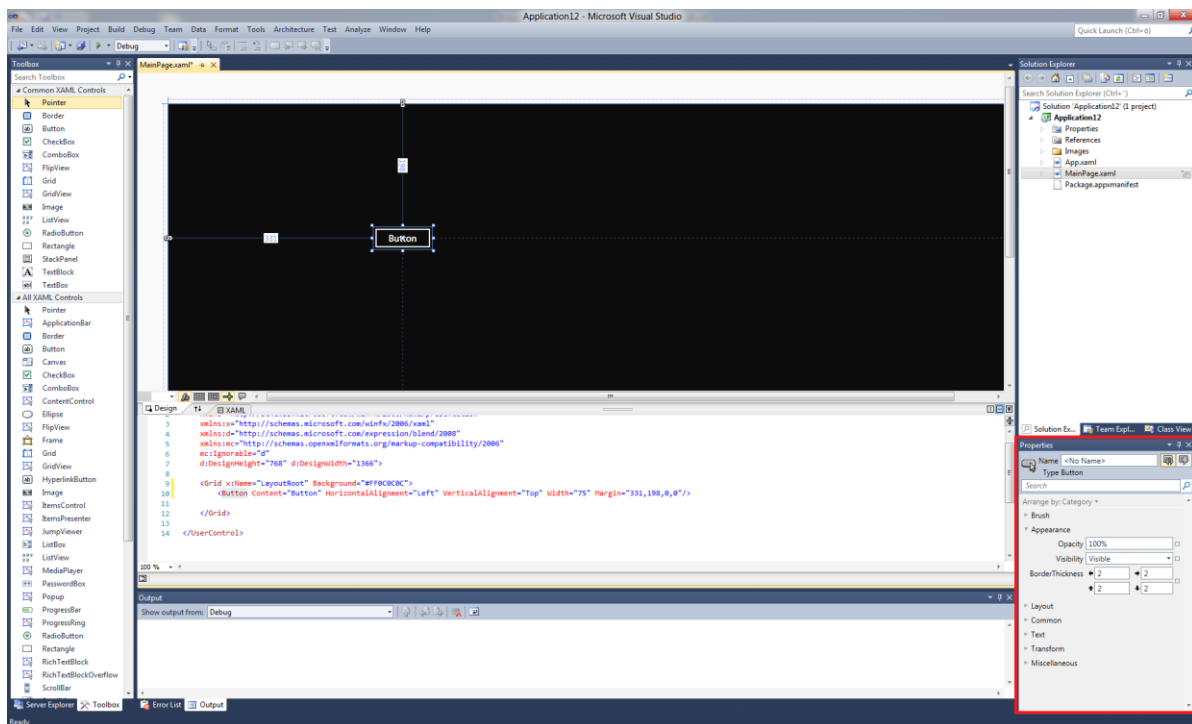 Application12 - Microsoft Visual Studio
File Edit View Project Build Debug Team Data Format Tools Architecture Test Analyze Window Help
Quick Launch (Ctrl+ö)
Debug
Toolbox
Search Toolbox
Common XAML Controls
Pointer
Border
Button
CheckBox
ComboBox
FlipView
Grid
GridView
Image
ListView
RadioButton
Rectangle
StackPanel
TextBlock
TextBox
All XAML Controls
Pointer
ApplicationBar
Border
Button
Canvas
CheckBox
ComboBox
ContentControl
Ellipse
FlipView
Frame
Grid
GridView
HyperlinkButton
Image
ItemsControl
ItemsPresenter
JumpViewer
ListBox
ListView
MediaPlayer
PasswordBox
Popup
ProgressBar
ProgressRing
RadioButton
Rectangle
RichTextBlock
RichTextBlockOverflow
ScrollBar
Server Explorer Toolbox
MainPage.xaml*
198
331
Button
Design XAML
3 xmlns:x="http://schemas.microsoft.com/winfx/2006/xaml"
4 xmlns:d="http://schemas.microsoft.com/expression/blend/2008"
5 xmlns:mc="http://schemas.openxmlformats.org/markup-compatibility/2006"
6 mc:Ignorable="d"
7 d:DesignHeight="768" d:DesignWidth="1366">
8
9 <Grid x:Name="LayoutRoot" Background="#FF0C0C0C">
10 <Button Content="Button" HorizontalAlignment="Left" VerticalAlignment="Top" Width="75" Margin="331,198,0,0"/>
11
12 </Grid>
13
14 </UserControl>
100 %
Output
Show output from: Debug
Error List Output
Solution Explorer
Search Solution Explorer (Ctrl+¨)
Solution 'Application12' (1 project)
Application12
Properties
References
Images
App.xaml
MainPage.xaml
Package.appxmanifest
Solution Ex... Team Expl... Class View
Properties
Name <No Name>
Type Button
Search
Arrange by: Category
Brush
Appearance
Opacity 100%
Visibility Visible
BorderThickness 2 2
2 2
Layout
Common
Text
Transform
Miscellaneous
Ready